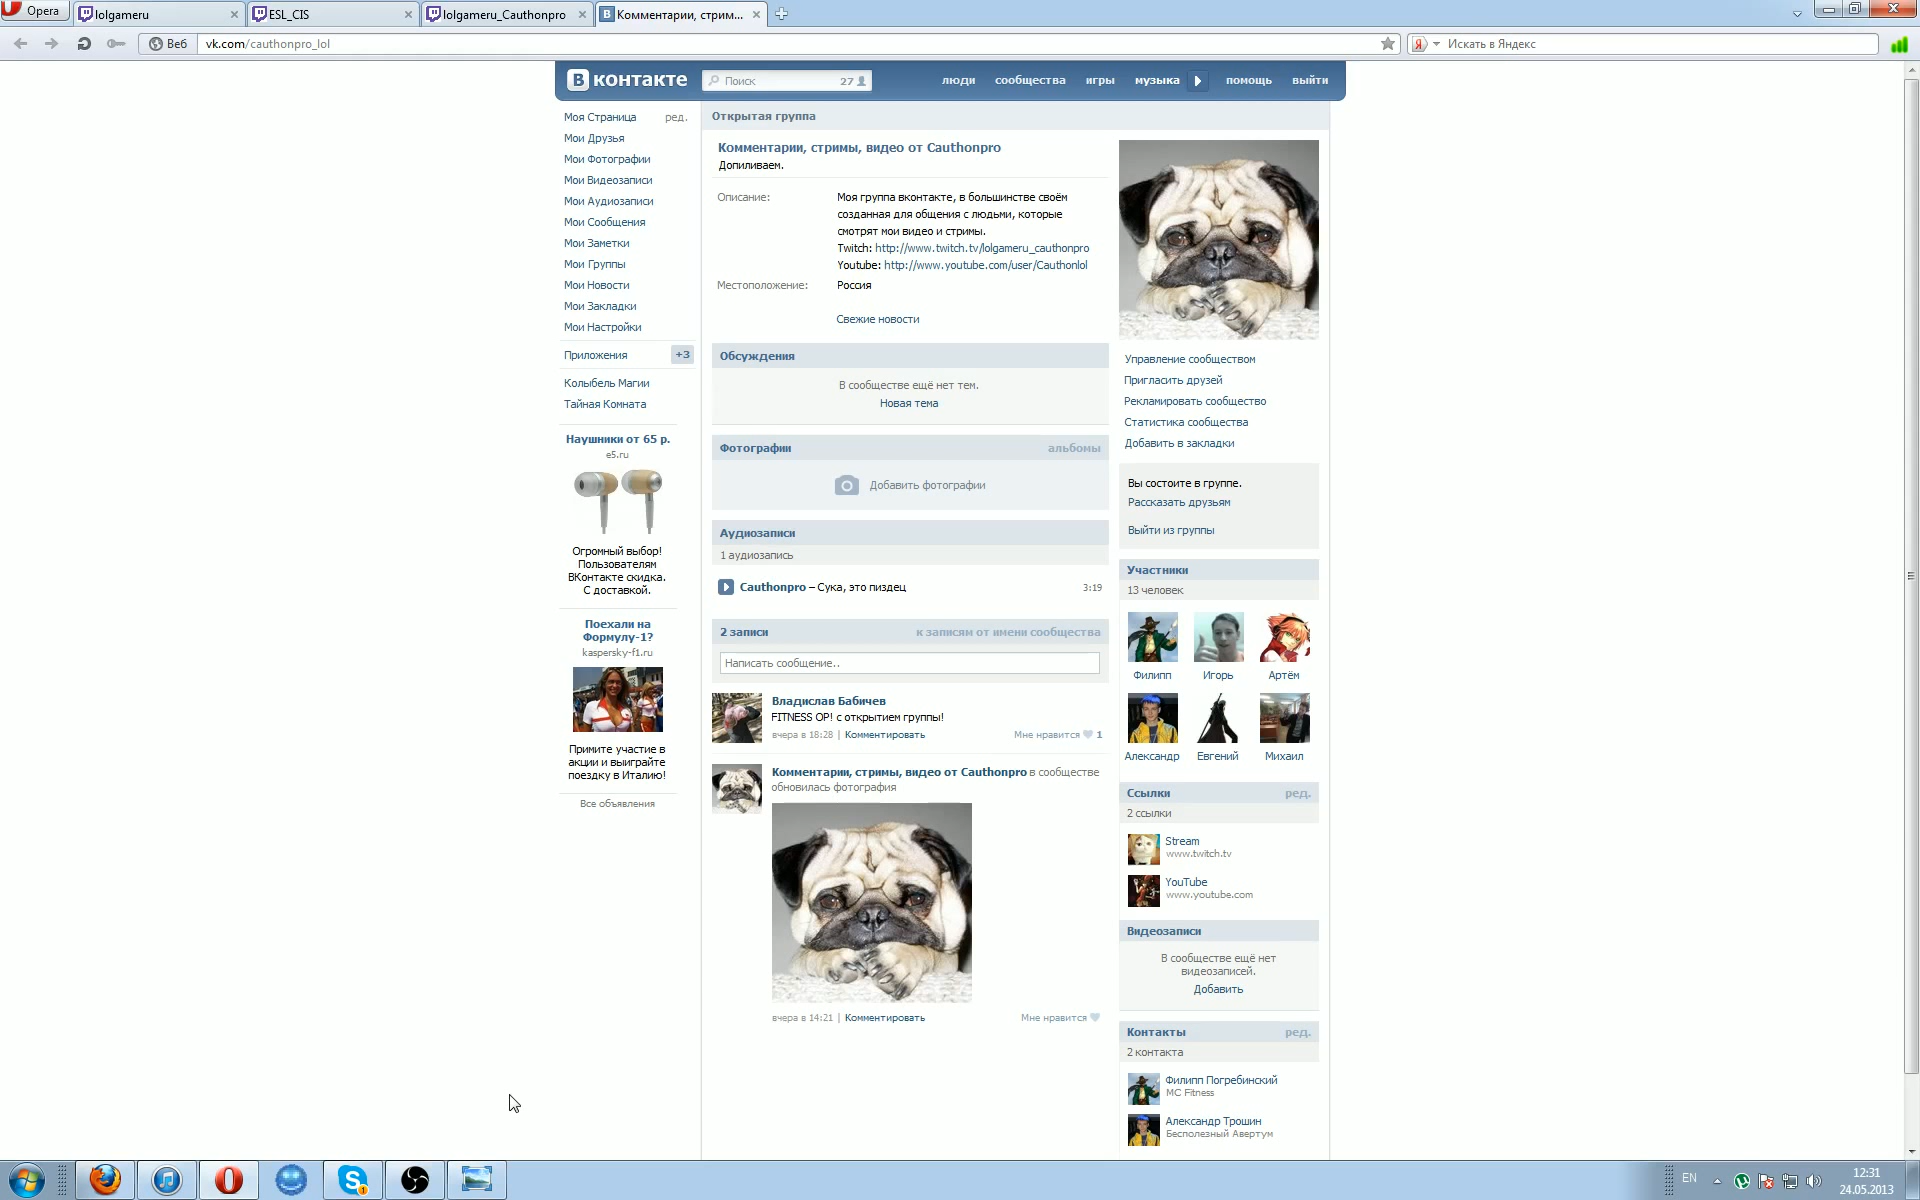 Opera
lolgameru
ESL_CIS
lolgameru_Cauthonpro
Комментарии, стрим...
Веб
vk.com/cauthonpro_lol
Искать в Яндекс
В контакте
Поиск
27
люди
сообщества
игры
музыка
помощь
выйти
Моя Страница
ред.
Мои Друзья
Мои Фотографии
Мои Видеозаписи
Мои Аудиозаписи
Мои Сообщения
Мои Заметки
Мои Группы
Мои Новости
Мои Закладки
Мои Настройки
Приложения
+3
Колыбель Магии
Тайная Комната
Наушники от 65 р.
e5.ru
Огромный выбор!
Пользователям
ВКонтакте скидка.
С доставкой.
Поехали на
Формулу-1?
kaspersky-f1.ru
Примите участие в
акции и выиграйте
поездку в Италию!
Все объявления
Открытая группа
Комментарии, стримы, видео от Cauthonpro
Допиливаем.
Описание:
Моя группа вконтакте, в большинстве своём
созданная для общения с людьми, которые
смотрят мои видео и стримы.
Twitch: http://www.twitch.tv/lolgameru_cauthonpro
Youtube: http://www.youtube.com/user/Cauthonlol
Местоположение:
Россия
Свежие новости
Обсуждения
В сообществе ещё нет тем.
Новая тема
Фотографии
альбомы
Добавить фотографии
Аудиозаписи
1 аудиозапись
Cauthonpro – Сука, это пиздец
3:19
2 записи
к записям от имени сообщества
Написать сообщение..
Владислав Бабичев
FITNESS OP! с открытием группы!
вчера в 18:28 | Комментировать
Мне нравится 1
Комментарии, стримы, видео от Cauthonpro в сообществе
обновилась фотография
вчера в 14:21 | Комментировать
Мне нравится
Управление сообществом
Пригласить друзей
Рекламировать сообщество
Статистика сообщества
Добавить в закладки
Вы состоите в группе.
Рассказать друзьям
Выйти из группы
Участники
13 человек
Филипп
Игорь
Артём
Александр
Евгений
Михаил
Ссылки
ред.
2 ссылки
Stream
www.twitch.tv
YouTube
www.youtube.com
Видеозаписи
В сообществе ещё нет
видеозаписей.
Добавить
Контакты
ред.
2 контакта
Филипп Погребинский
MC Fitness
Александр Трошин
Бесполезный Авертум
EN
12:31
24.05.2013